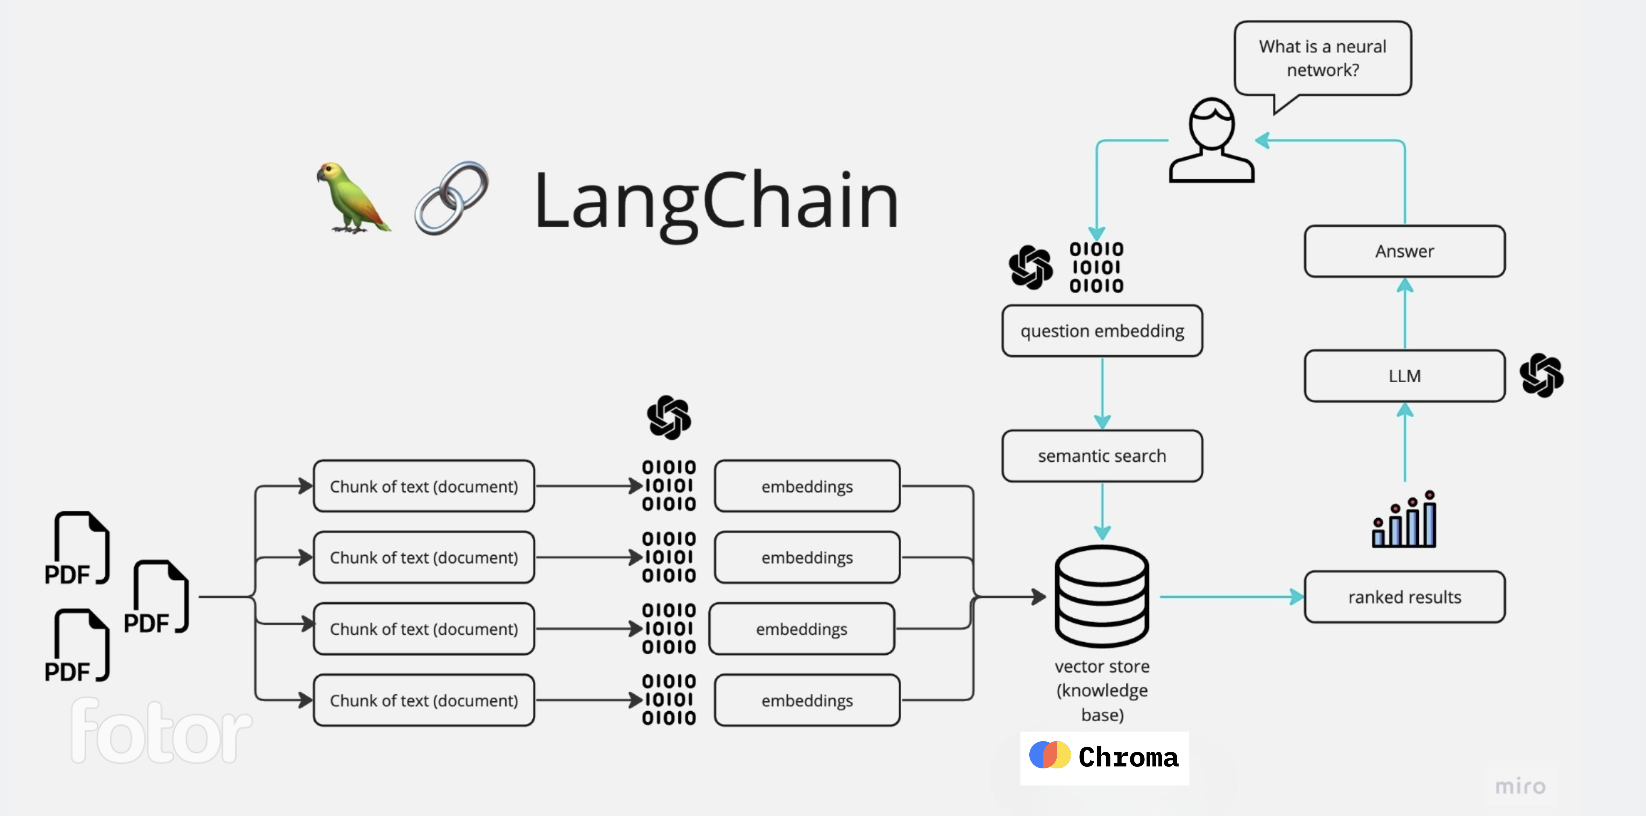 What is a neural
network?
LangChain
01010
10101
01010
question embedding
semantic search
Answer
LLM
ranked results
PDF
PDF
PDF
Chunk of text (document)
01010
10101
01010
embeddings
Chunk of text (document)
01010
10101
01010
embeddings
Chunk of text (document)
01010
10101
01010
embeddings
Chunk of text (document)
01010
10101
01010
embeddings
vector store
(knowledge
base)
Chroma
fotor
miro